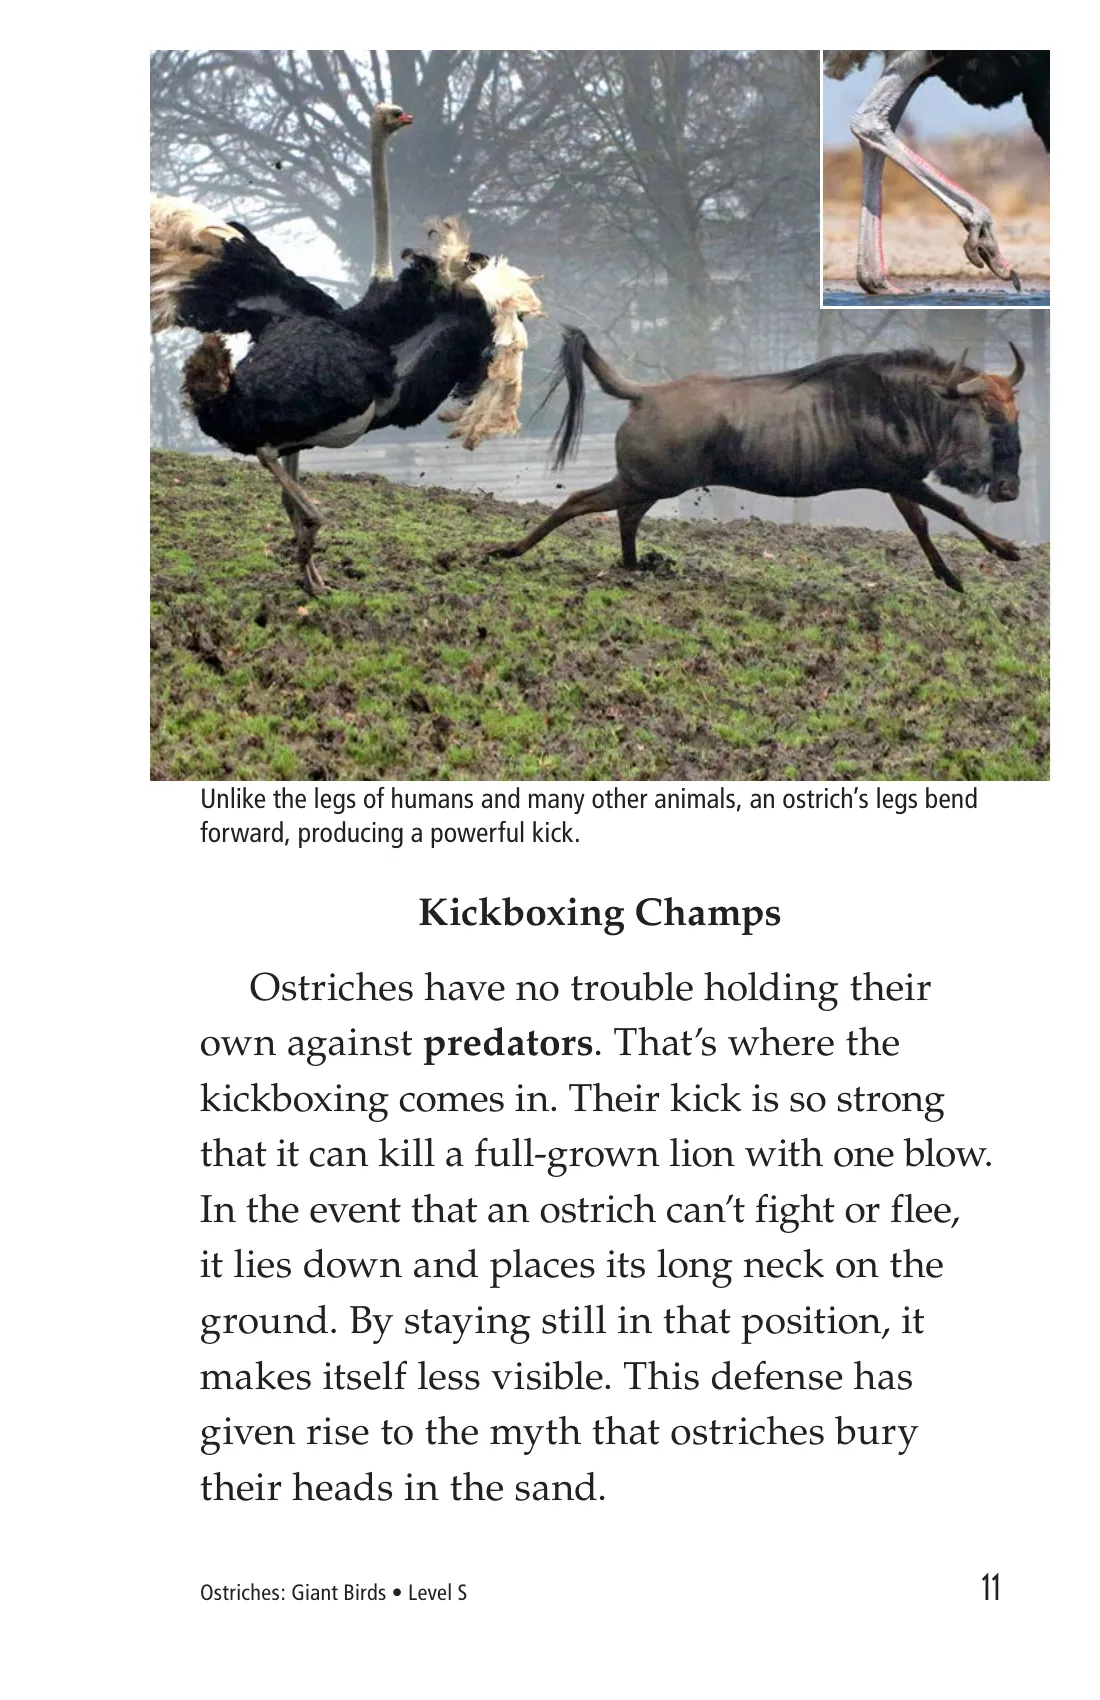 Unlike the legs of humans and many other animals, an ostrich’s legs bend
forward, producing a powerful kick.
Kickboxing Champs
Ostriches have no trouble holding their
own against predators. That’s where the
kickboxing comes in. Their kick is so strong
that it can kill a full-grown lion with one blow.
In the event that an ostrich can’t fight or flee,
it lies down and places its long neck on the
ground. By staying still in that position, it
makes itself less visible. This defense has
given rise to the myth that ostriches bury
their heads in the sand.
Ostriches: Giant Birds • Level S
11